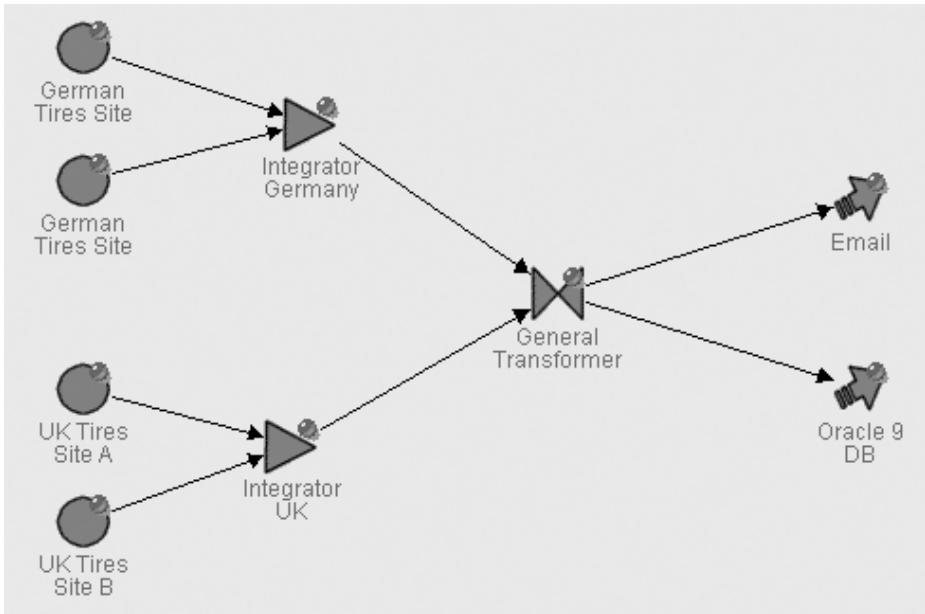 German
Tires Site
Integrator
Germany
German
Tires Site
Email
General
Transformer
UK Tires
Site A
Oracle 9
DB
Integrator
UK
UK Tires
Site B